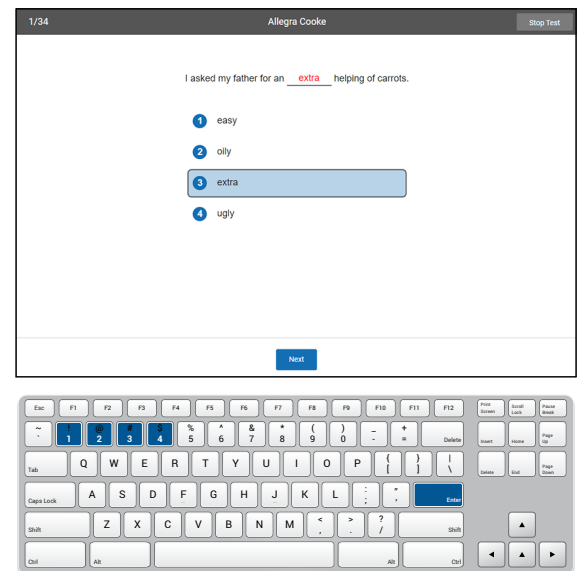 1/34 Allegra Cooke Stop Test
I asked my father for an extra helping of carrots.
1 easy
2 oily
3 extra
4 ugly
Next
Esc F1 F2 F3 F4 F5 F6 F7 F8 F9 F10 F11 F12 Print Screen Scroll Lock Pause Break
~ ` ! 1 @ 2 # 3 $ 4 % 5 ^ 6 & 7 * 8 ( 9 ) 0 _ - + = Delete Insert Home Page Up
Tab Q W E R T Y U I O P { [ } ] | \ Delete End Page Down
Caps Lock A S D F G H J K L : ; " , Enter
Shift Z X C V B N M < , > . ? / Shift
Ctrl Alt Alt Ctrl